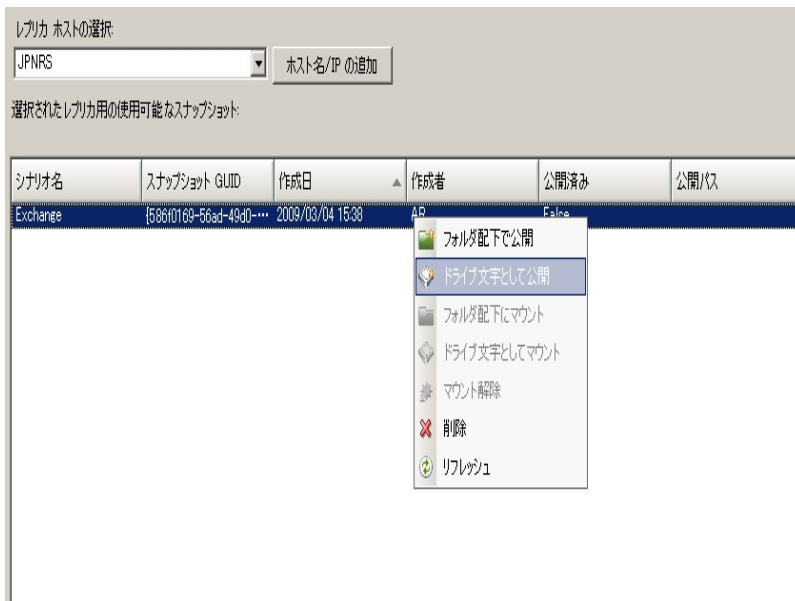 レプリカ ホストの選択:
JPNRS
ホスト名/IP の追加
選択されたレプリカ用の使用可能なスナップショット:
シナリオ名 スナップショット GUID 作成日 作成者 公開済み 公開パス
Exchange {586f0169-56ad-49d0-… 2009/03/04 15:38 AR False
フォルダ配下で公開
ドライブ文字として公開
フォルダ配下にマウント
ドライブ文字としてマウント
マウント解除
削除
リフレッシュ